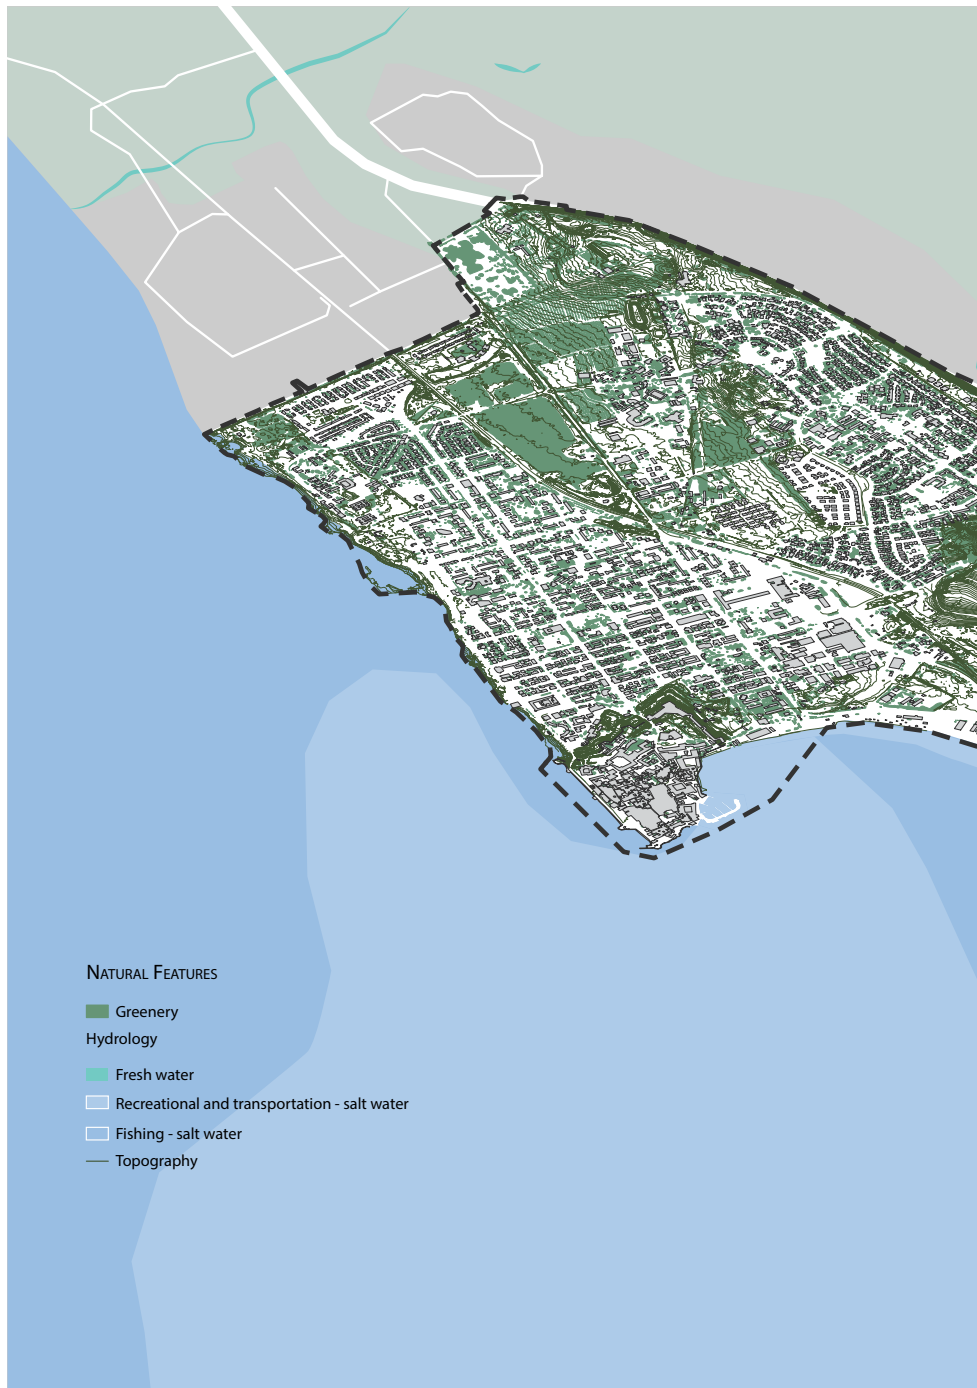 Natural Features
Greenery
Hydrology
Fresh water
Recreational and transportation - salt water
Fishing - salt water
Topography